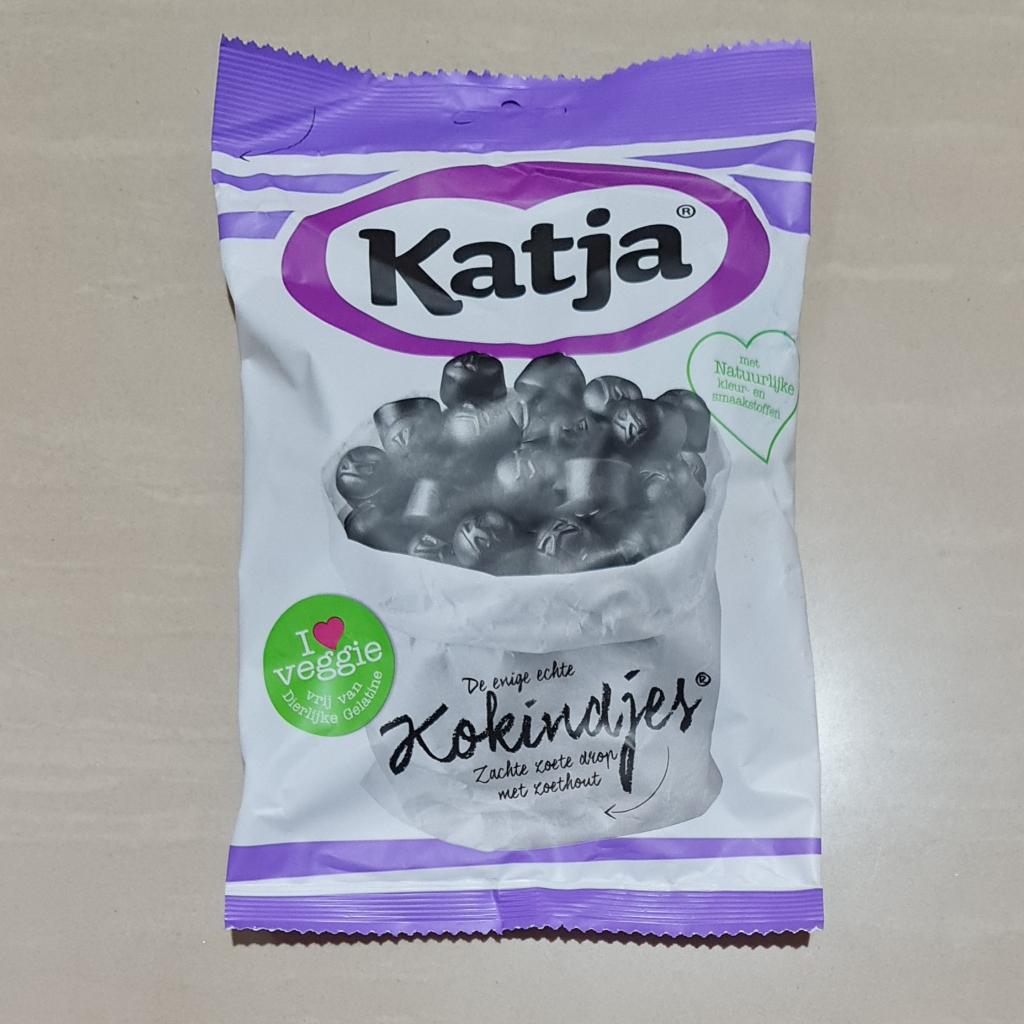 Katja®
met
Natuurlijke
kleur- en
smaakstoffen
I ♥
veggie
vrij van
Dierlijke Gelatine
De enige echte
Kokindjes®
Zachte zoete drop
met zoethout